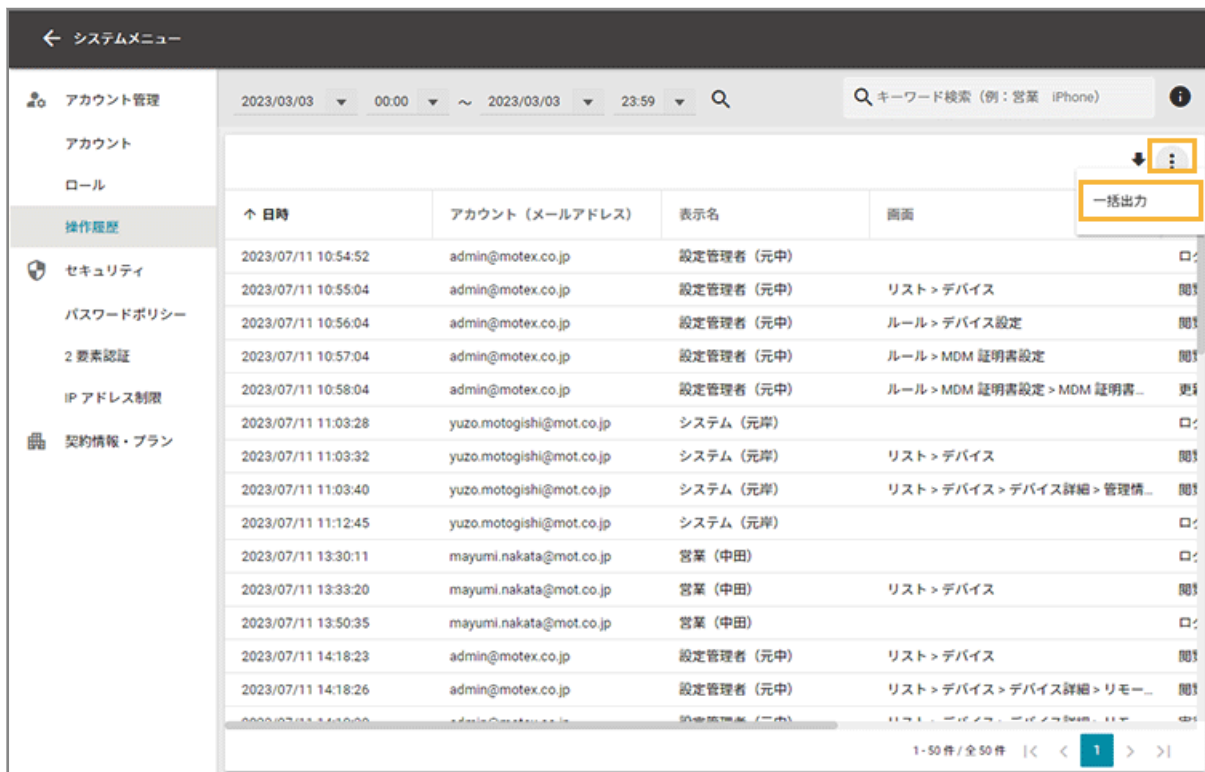 システムメニュー
アカウント管理
アカウント
ロール
操作履歴
セキュリティ
パスワードポリシー
2 要素認証
IP アドレス制限
契約情報・プラン
2023/03/03 00:00 ～ 2023/03/03 23:59 キーワード検索（例：営業 iPhone）
一括出力
日時 アカウント（メールアドレス） 表示名 画面
2023/07/11 10:54:52 admin@motex.co.jp 設定管理者（元中）
2023/07/11 10:55:04 admin@motex.co.jp 設定管理者（元中） リスト > デバイス 閲
2023/07/11 10:56:04 admin@motex.co.jp 設定管理者（元中） ルール > デバイス設定 閲
2023/07/11 10:57:04 admin@motex.co.jp 設定管理者（元中） ルール > MDM 証明書設定 閲
2023/07/11 10:58:04 admin@motex.co.jp 設定管理者（元中） ルール > MDM 証明書設定 > MDM 証明書... 更
2023/07/11 11:03:28 yuzo.motogishi@mot.co.jp システム（元岸） ロ
2023/07/11 11:03:32 yuzo.motogishi@mot.co.jp システム（元岸） リスト > デバイス 閲
2023/07/11 11:03:40 yuzo.motogishi@mot.co.jp システム（元岸） リスト > デバイス > デバイス詳細 > 管理情... 閲
2023/07/11 11:12:45 yuzo.motogishi@mot.co.jp システム（元岸） ロ
2023/07/11 13:30:11 mayumi.nakata@mot.co.jp 営業（中田） ロ
2023/07/11 13:33:20 mayumi.nakata@mot.co.jp 営業（中田） リスト > デバイス 閲
2023/07/11 13:50:35 mayumi.nakata@mot.co.jp 営業（中田） ロ
2023/07/11 14:18:23 admin@motex.co.jp 設定管理者（元中） リスト > デバイス 閲
2023/07/11 14:18:26 admin@motex.co.jp 設定管理者（元中） リスト > デバイス > デバイス詳細 > リモー... 閲
1 - 50 件 / 全 50 件 |< < 1 > >|